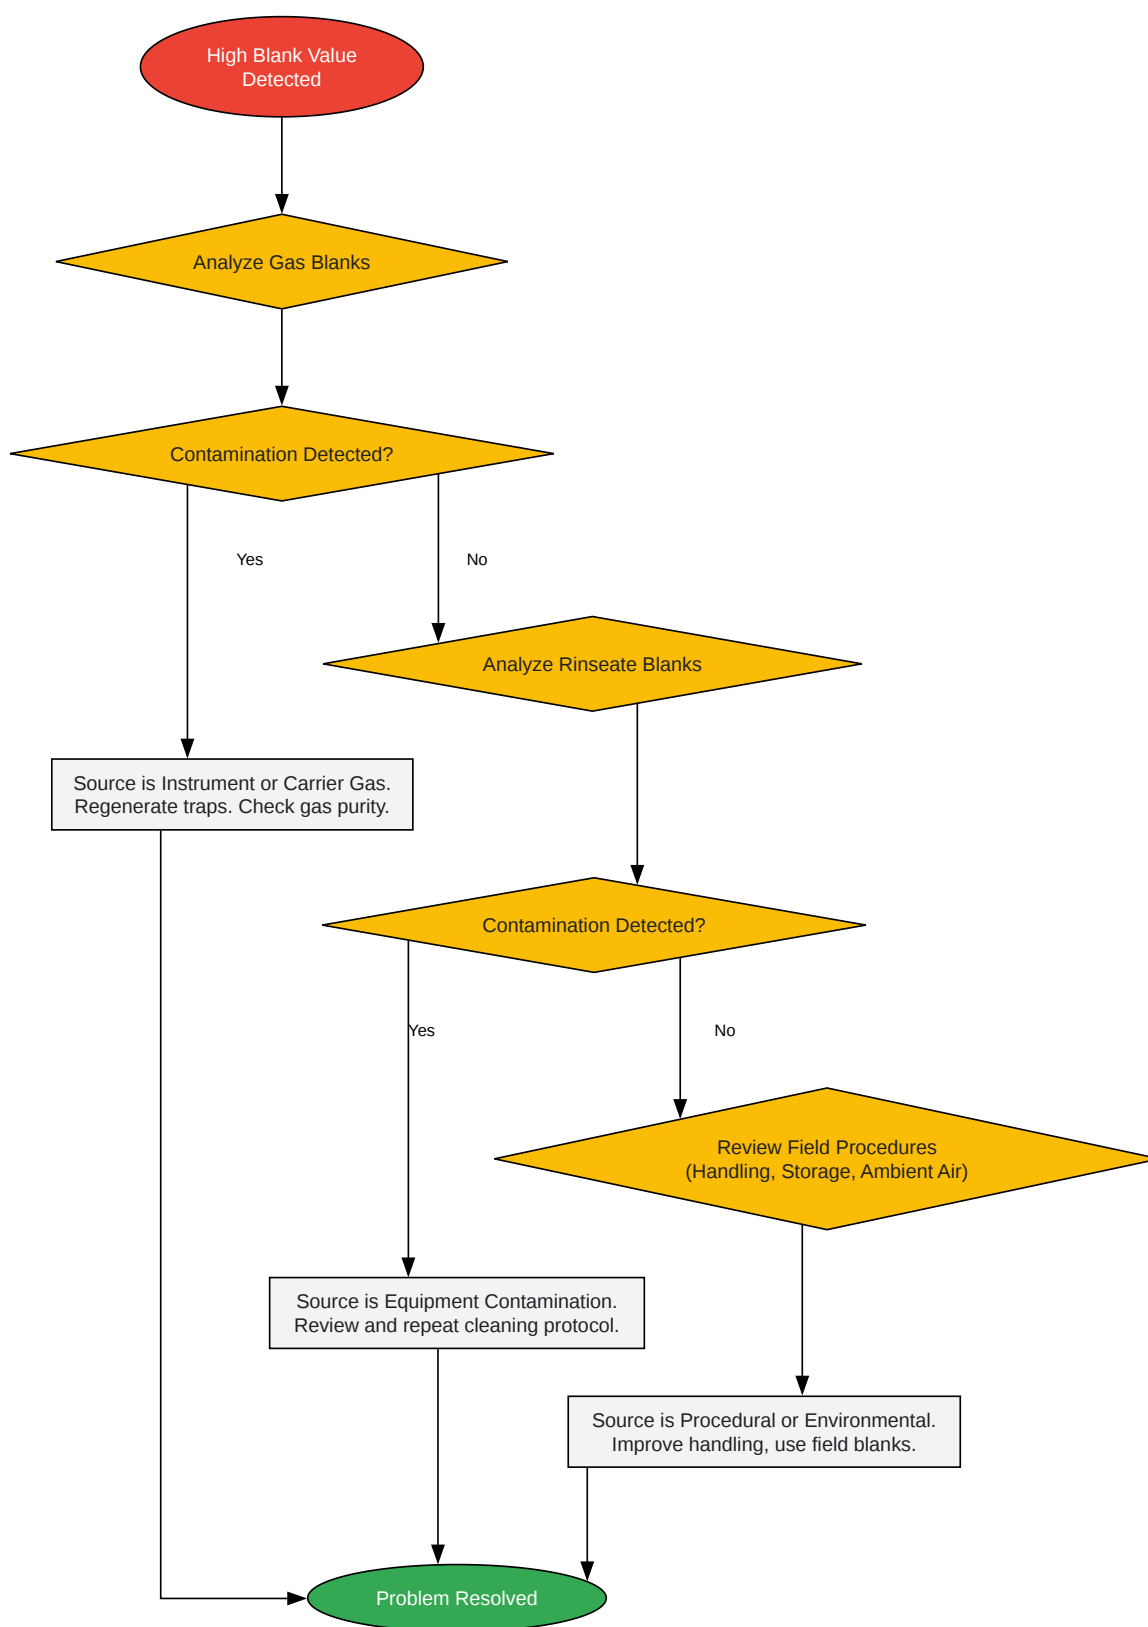 High Blank Value
Detected
Analyze Gas Blanks
Contamination Detected?
Yes
No
Analyze Rinseate Blanks
Source is Instrument or Carrier Gas.
Regenerate traps. Check gas purity.
Contamination Detected?
Yes
No
Review Field Procedures
(Handling, Storage, Ambient Air)
Source is Equipment Contamination.
Review and repeat cleaning protocol.
Source is Procedural or Environmental.
Improve handling, use field blanks.
Problem Resolved